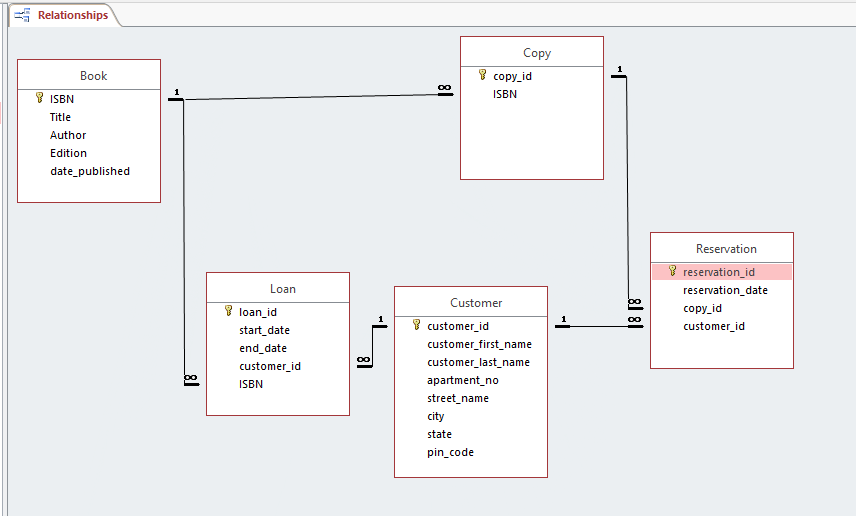 Relationships
Book
ISBN
Title
Author
Edition
date_published
1
∞
Copy
copy_id
ISBN
1
Loan
loan_id
start_date
end_date
customer_id
ISBN
∞
∞
1
Customer
customer_id
customer_first_name
customer_last_name
apartment_no
street_name
city
state
pin_code
1
∞
∞
Reservation
reservation_id
reservation_date
copy_id
customer_id